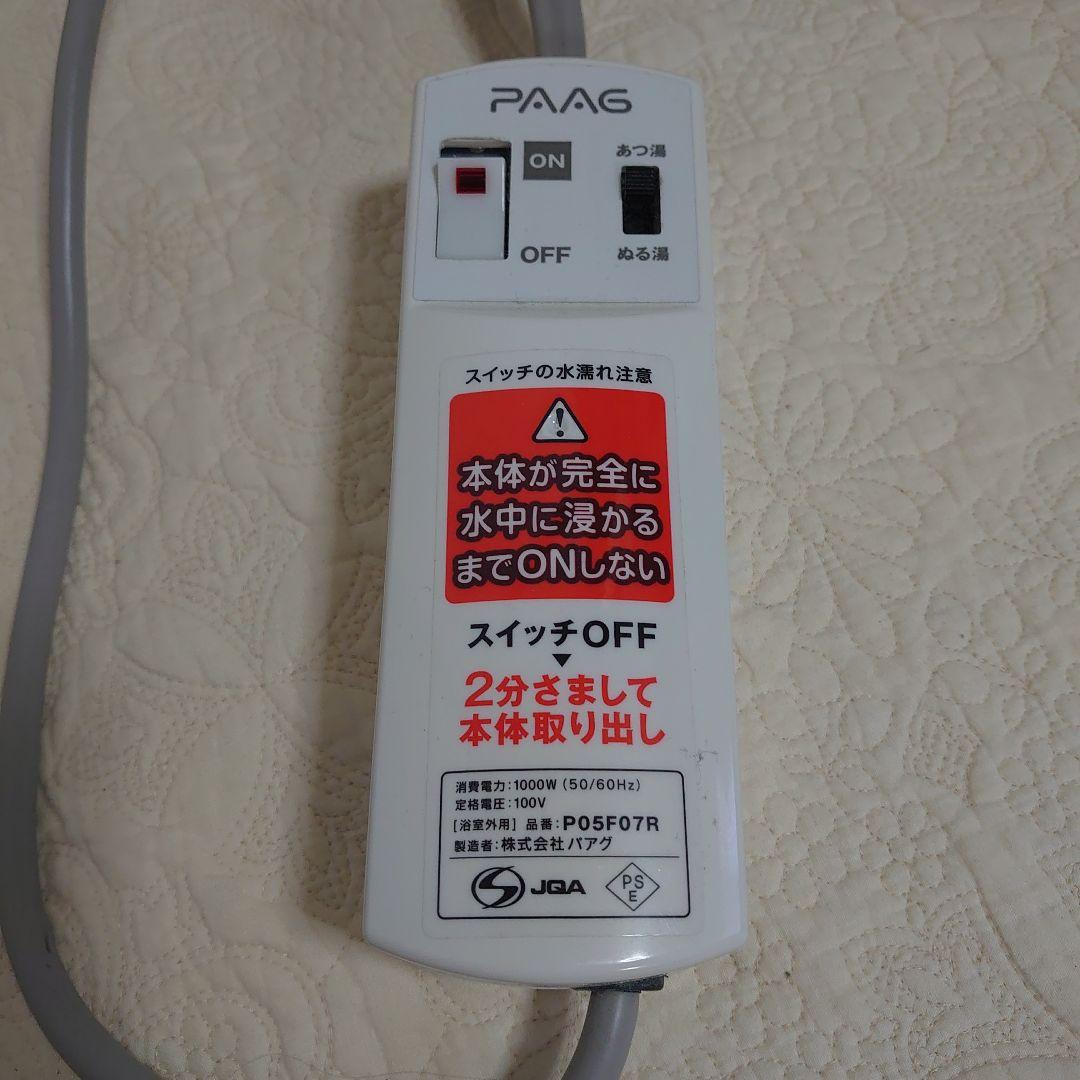 PAAG
ON
OFF
あつ湯
ぬる湯
スイッチの水濡れ注意
本体が完全に
水中に浸かる
までONしない
スイッチOFF
2分さまして
本体取り出し
消費電力:1000W(50/60Hz)
定格電圧:100V
[浴室外用] 品番:P05F07R
製造者:株式会社パアグ
JQA
PS
E